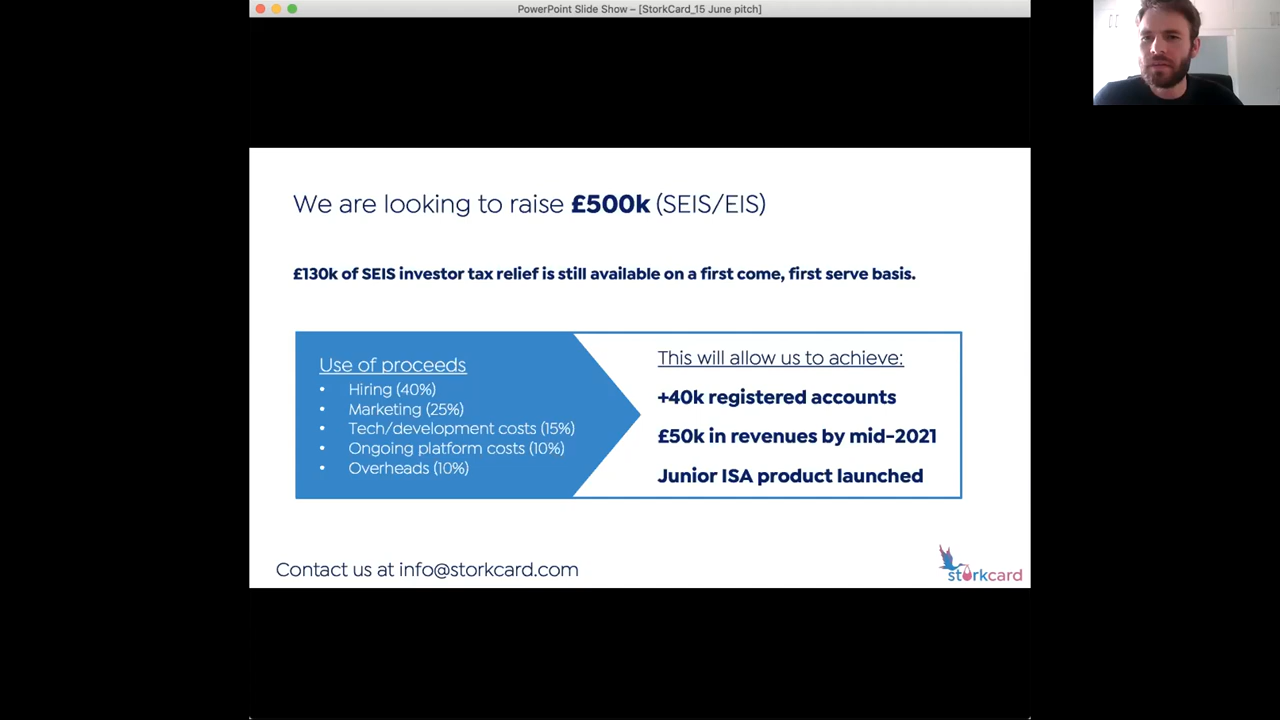 PowerPoint Slide Show – [StorkCard_15 June pitch]
We are looking to raise £500k (SEIS/EIS)
£130k of SEIS investor tax relief is still available on a first come, first serve basis.
Use of proceeds
• Hiring (40%)
• Marketing (25%)
• Tech/development costs (15%)
• Ongoing platform costs (10%)
• Overheads (10%)
This will allow us to achieve:
+40k registered accounts
£50k in revenues by mid-2021
Junior ISA product launched
Contact us at info@storkcard.com
storkcard